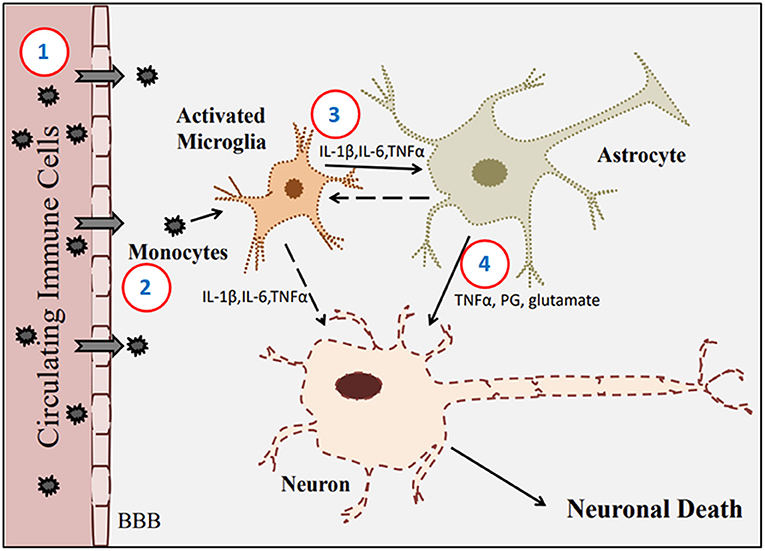 1
Circulating Immune Cells
Activated
Microglia
3
IL-1β,IL-6,TNFα
Astrocyte
Monocytes
2
4
IL-1β,IL-6,TNFα
TNFα, PG, glutamate
Neuron
Neuronal Death
BBB